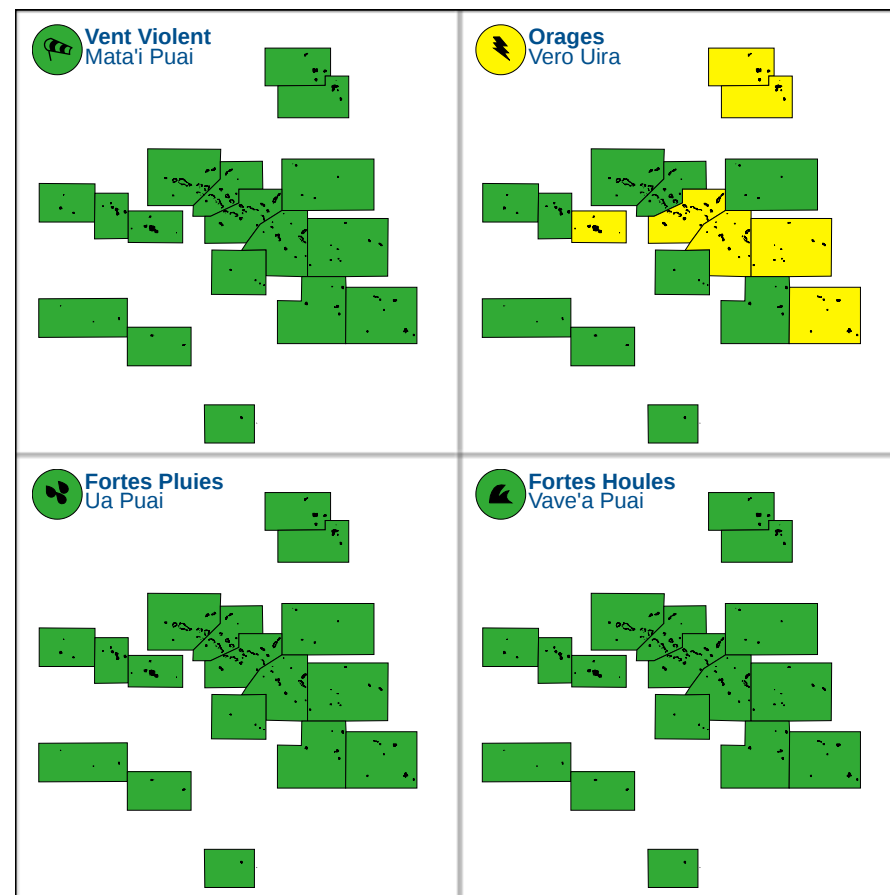 Vent Violent
Mata'i Puai
Orages
Vero Uira
Fortes Pluies
Ua Puai
Fortes Houles
Vave'a Puai